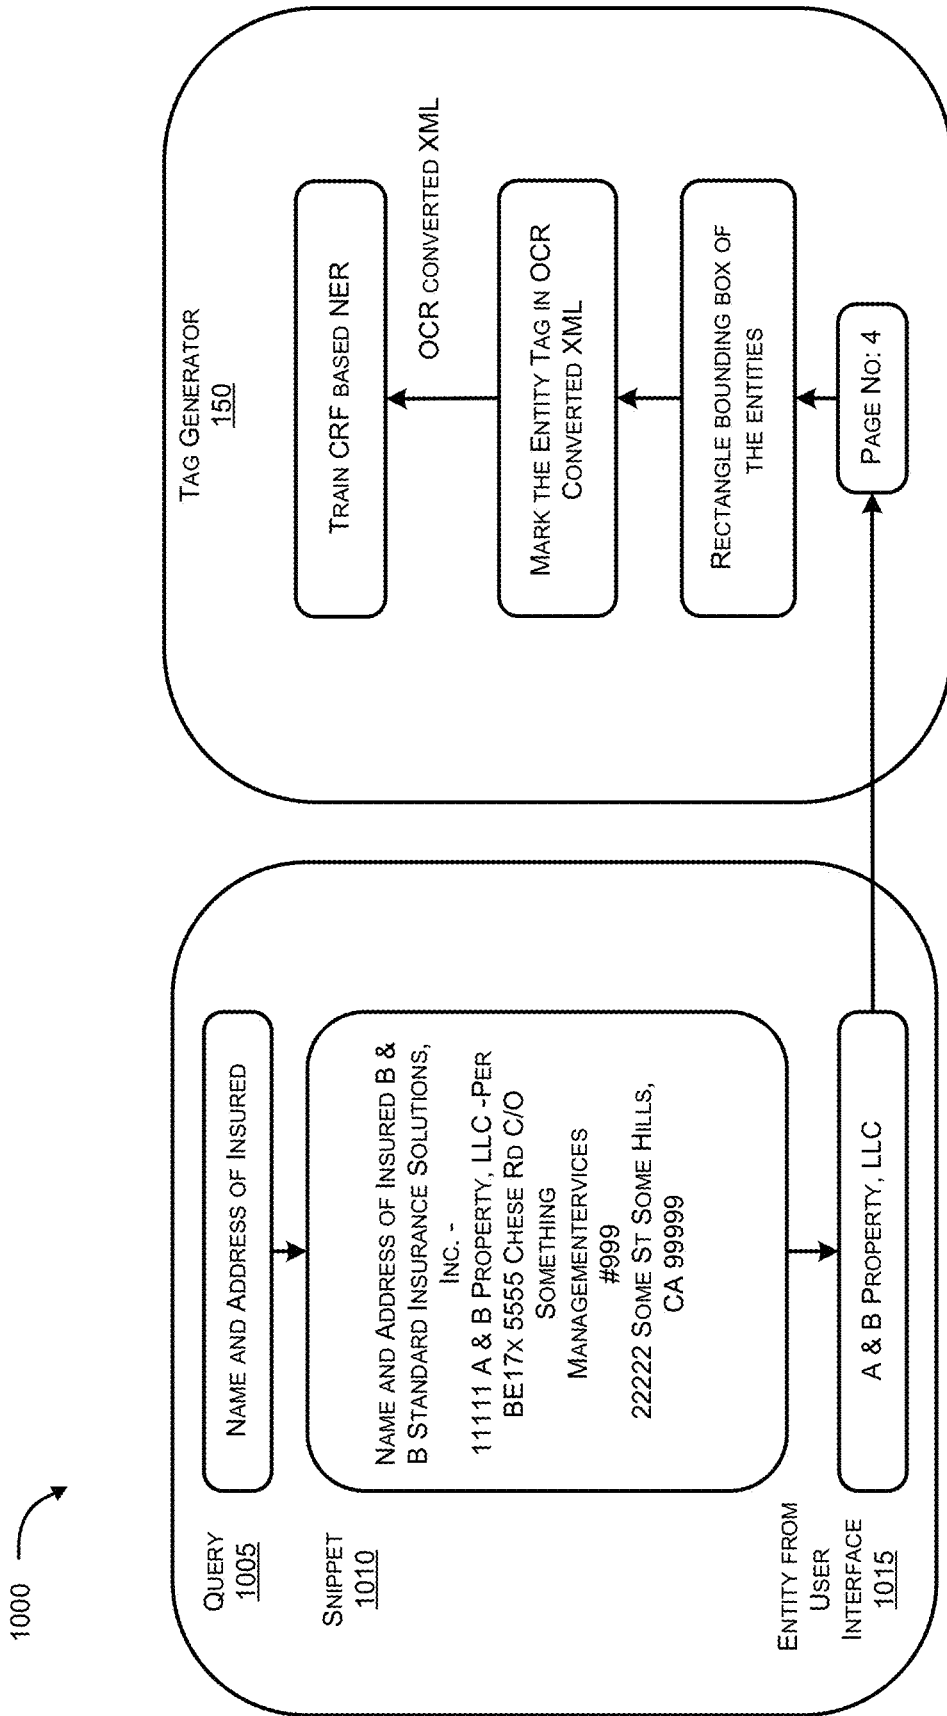 1000
QUERY
1005
NAME AND ADDRESS OF INSURED
SNIPPET
1010
NAME AND ADDRESS OF INSURED B &
B STANDARD INSURANCE SOLUTIONS,
INC. -
11111 A & B PROPERTY, LLC -PER
BE17X 5555 CHESE RD C/O
SOMETHING
MANAGEMENTERVICES
#999
22222 SOME ST SOME HILLS,
CA 99999
ENTITY FROM
USER
INTERFACE
1015
A & B PROPERTY, LLC
TAG GENERATOR
150
TRAIN CRF BASED NER
OCR CONVERTED XML
MARK THE ENTITY TAG IN OCR
CONVERTED XML
RECTANGLE BOUNDING BOX OF
THE ENTITIES
PAGE NO: 4